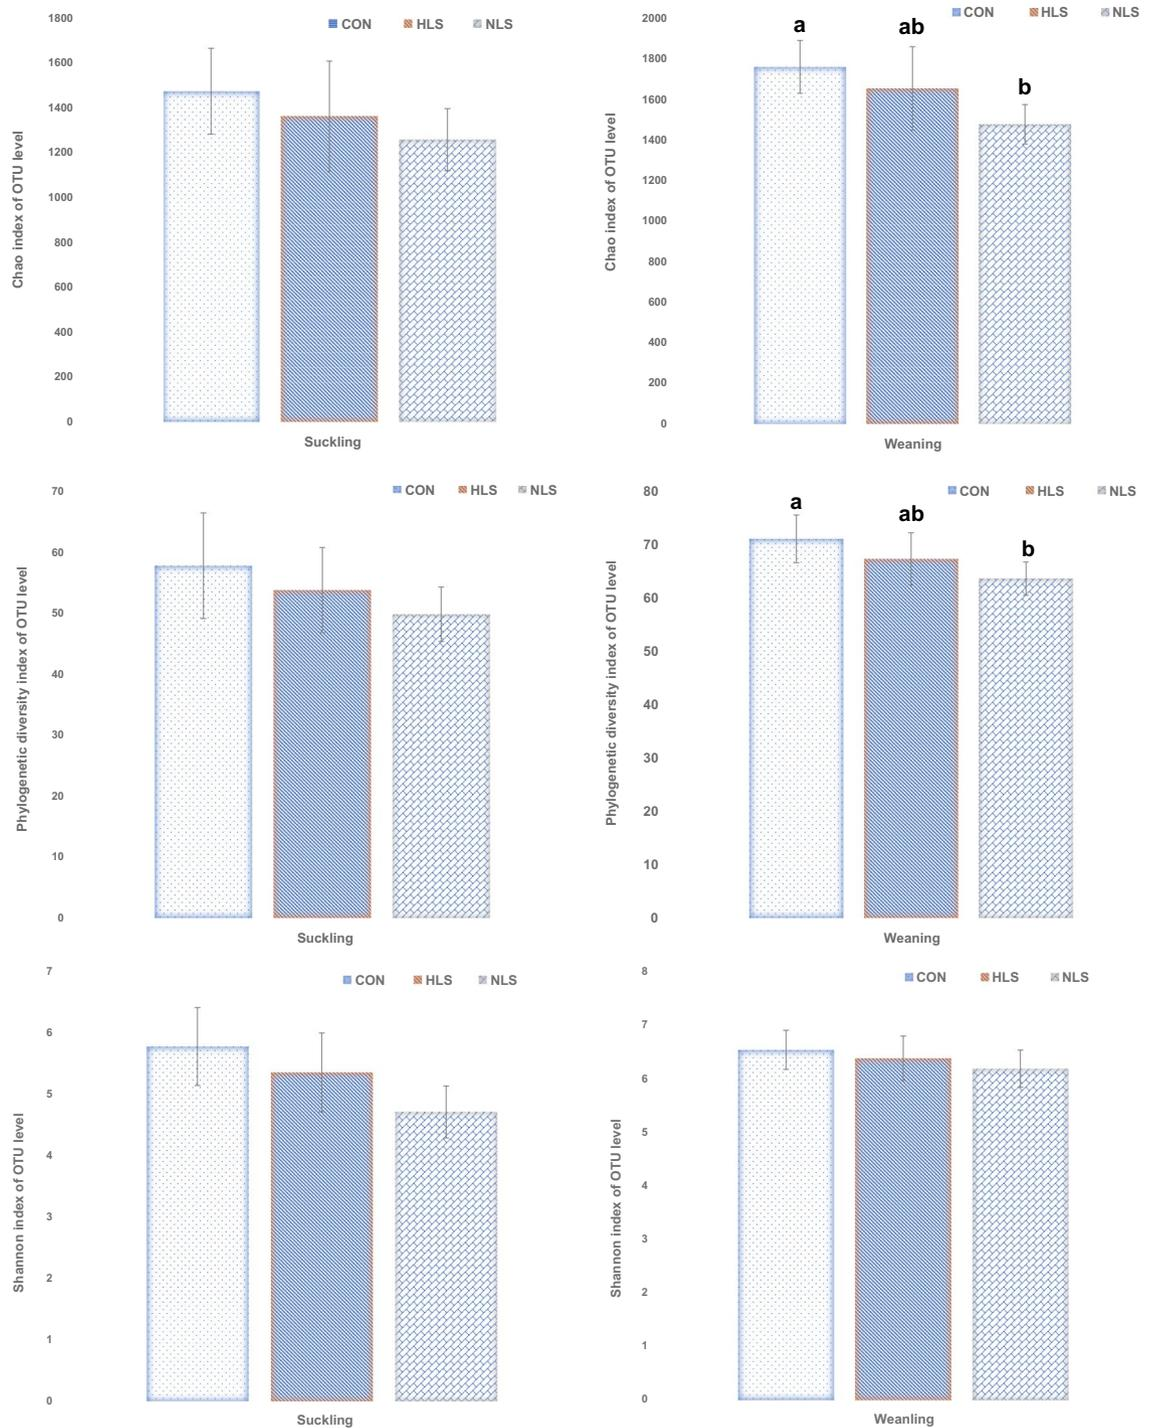 CON HLS NLS
1800
1600
1400
1200
1000
800
600
400
200
0
Chao index of OTU level
Suckling
CON HLS NLS
2000
1800
1600
1400
1200
1000
800
600
400
200
0
a
ab
b
Chao index of OTU level
Weaning
CON HLS NLS
70
60
50
40
30
20
10
0
Phylogenetic diversity index of OTU level
Suckling
CON HLS NLS
80
70
60
50
40
30
20
10
0
a
ab
b
Phylogenetic diversity index of OTU level
Weaning
CON HLS NLS
7
6
5
4
3
2
1
0
Shannon index of OTU level
Suckling
CON HLS NLS
8
7
6
5
4
3
2
1
0
Shannon index of OTU level
Weanling